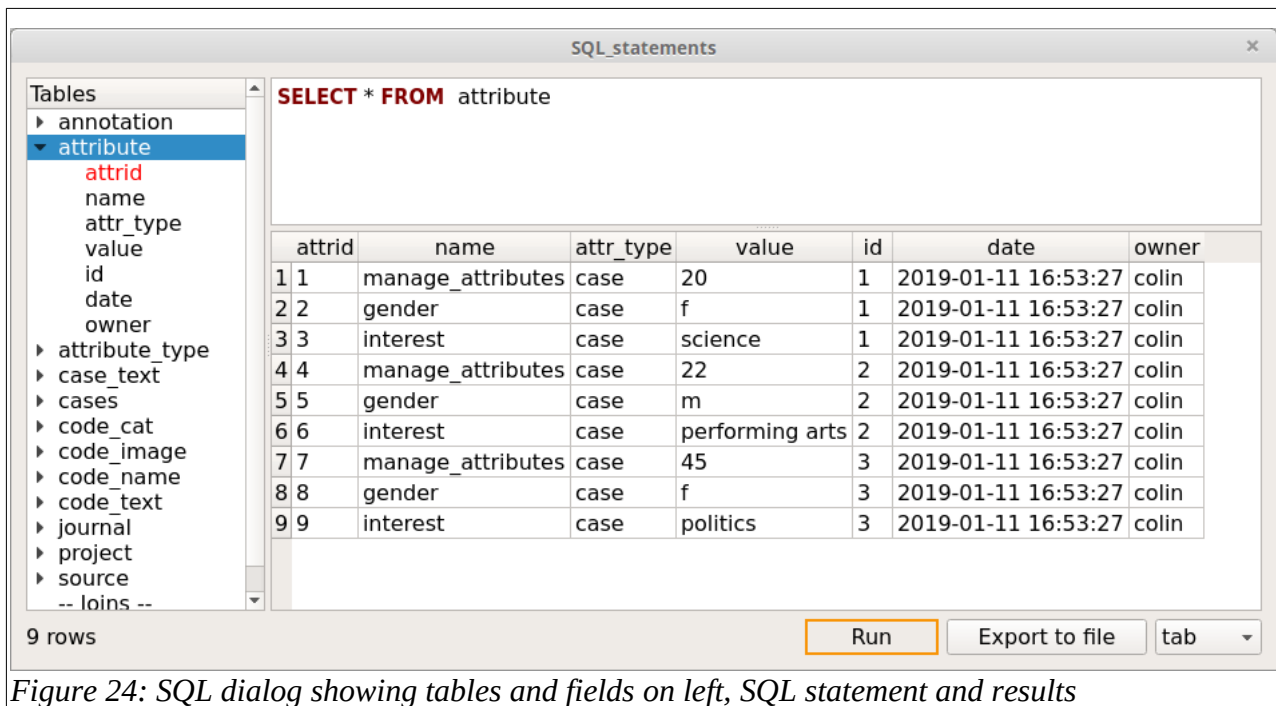 SQL_statements
Tables
annotation
attribute
attrid
name
attr_type
value
id
date
owner
attribute_type
case_text
cases
code_cat
code_image
code_name
code_text
journal
project
source
-- Joins --
SELECT * FROM attribute
attrid name attr_type value id date owner
1 1 manage_attributes case 20 1 2019-01-11 16:53:27 colin
2 2 gender case f 1 2019-01-11 16:53:27 colin
3 3 interest case science 1 2019-01-11 16:53:27 colin
4 4 manage_attributes case 22 2 2019-01-11 16:53:27 colin
5 5 gender case m 2 2019-01-11 16:53:27 colin
6 6 interest case performing arts 2 2019-01-11 16:53:27 colin
7 7 manage_attributes case 45 3 2019-01-11 16:53:27 colin
8 8 gender case f 3 2019-01-11 16:53:27 colin
9 9 interest case politics 3 2019-01-11 16:53:27 colin
9 rows Run Export to file tab
Figure 24: SQL dialog showing tables and fields on left, SQL statement and results